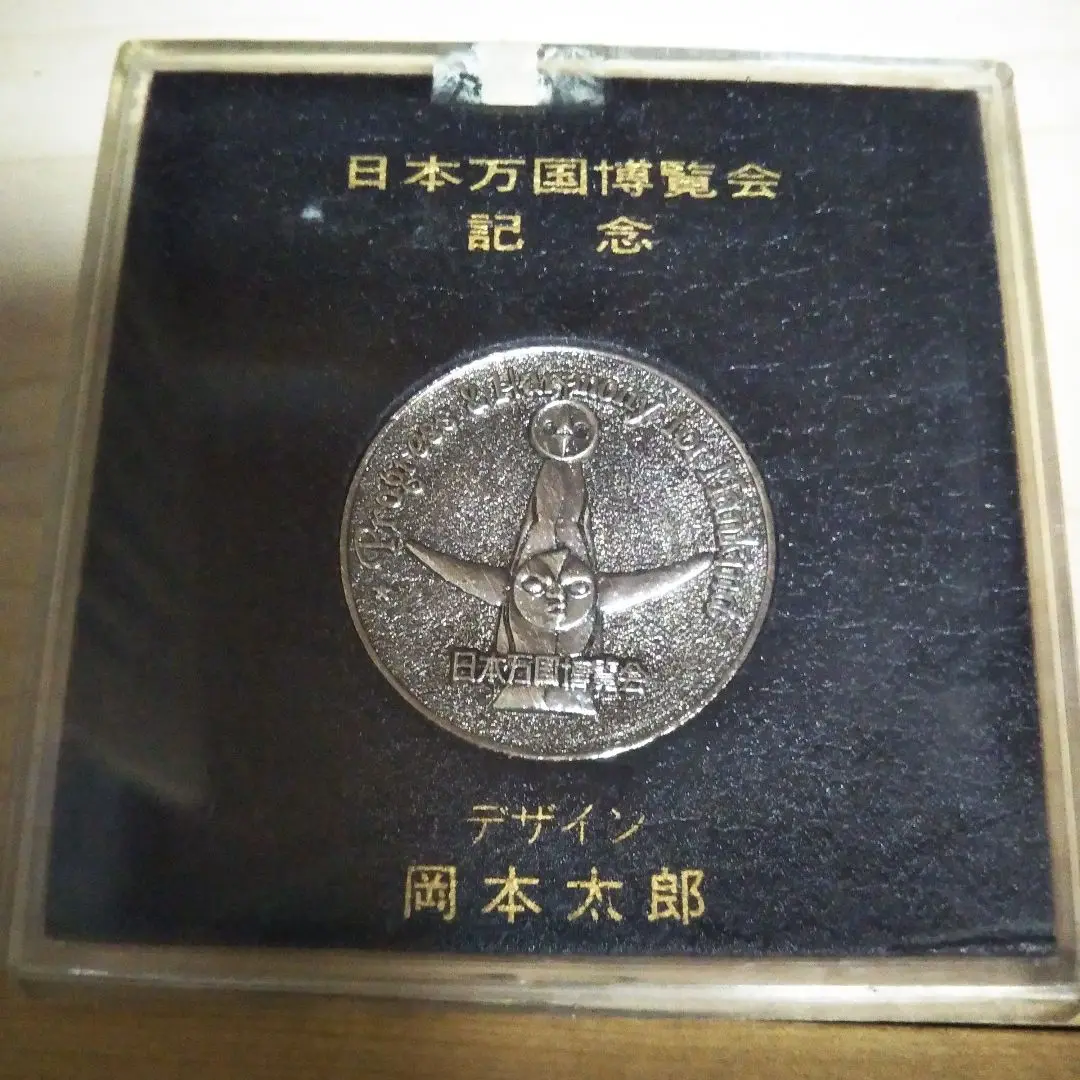 日本万国博覧会
記念
Progress & Harmony for Mankind
日本万国博覧会
デザイン
岡本太郎